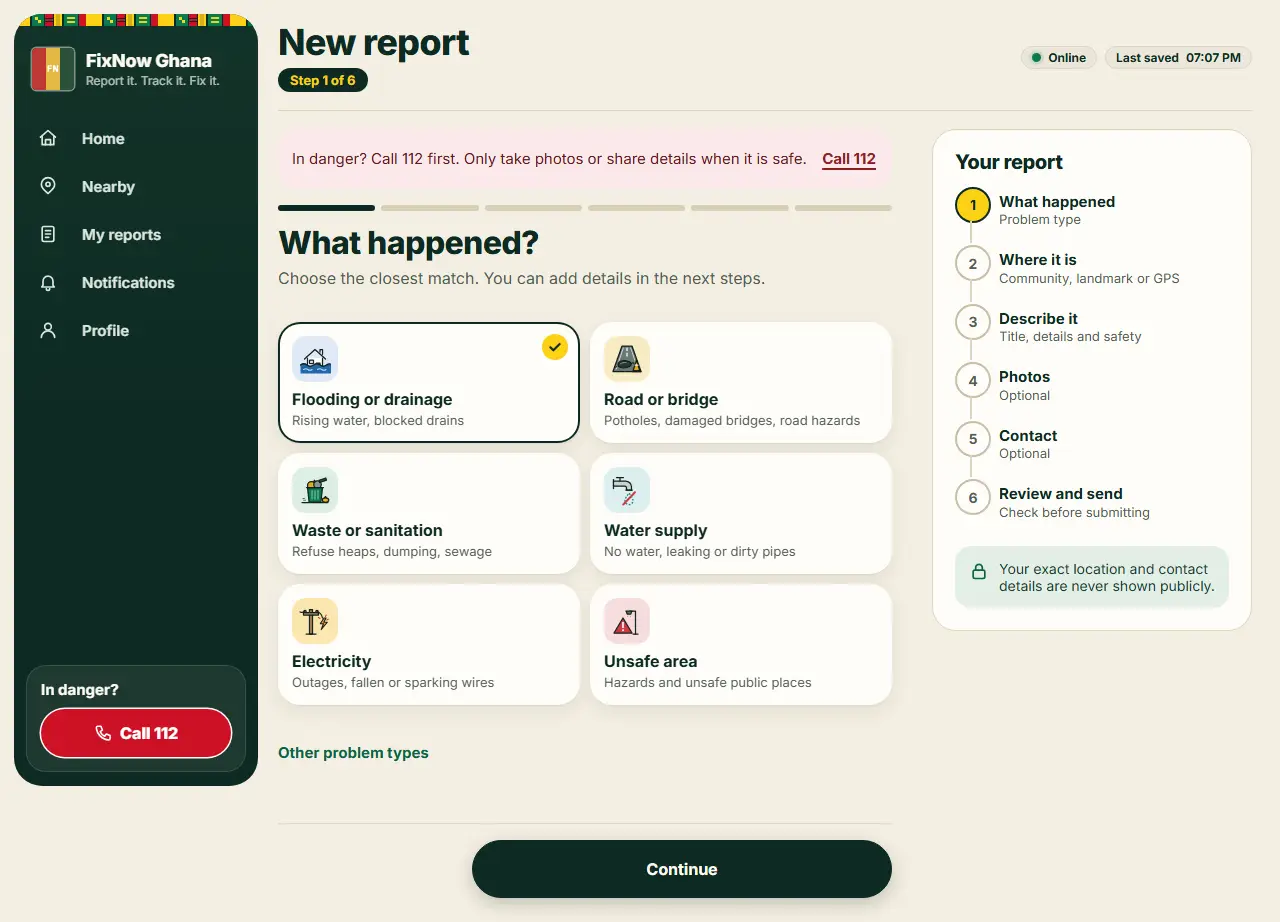 FN
FixNow Ghana
Report it. Track it. Fix it.
Home
Nearby
My reports
Notifications
Profile
In danger?
Call 112
New report
Step 1 of 6
Online
Last saved 07:07 PM
In danger? Call 112 first. Only take photos or share details when it is safe. Call 112
What happened?
Choose the closest match. You can add details in the next steps.
Flooding or drainage
Rising water, blocked drains
Road or bridge
Potholes, damaged bridges, road hazards
Waste or sanitation
Refuse heaps, dumping, sewage
Water supply
No water, leaking or dirty pipes
Electricity
Outages, fallen or sparking wires
Unsafe area
Hazards and unsafe public places
Other problem types
Continue
Your report
1
What happened
Problem type
2
Where it is
Community, landmark or GPS
3
Describe it
Title, details and safety
4
Photos
Optional
5
Contact
Optional
6
Review and send
Check before submitting
Your exact location and contact
details are never shown publicly.